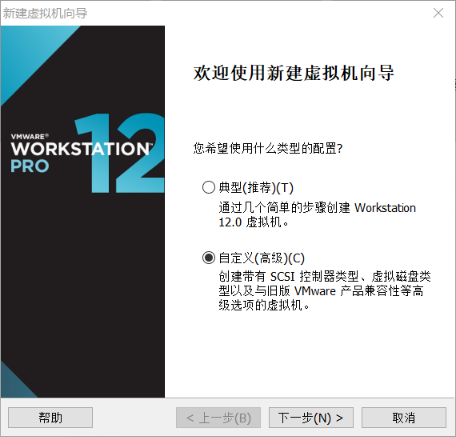 新建虚拟机向导
VMWARE®
WORKSTATION™
PRO
12
欢迎使用新建虚拟机向导
您希望使用什么类型的配置?
典型(推荐)(T)
通过几个简单的步骤创建 Workstation
12.0 虚拟机。
自定义(高级)(C)
创建带有 SCSI 控制器类型、虚拟磁盘类
型以及与旧版 VMware 产品兼容性等高
级选项的虚拟机。
帮助
< 上一步(B)
下一步(N) >
取消